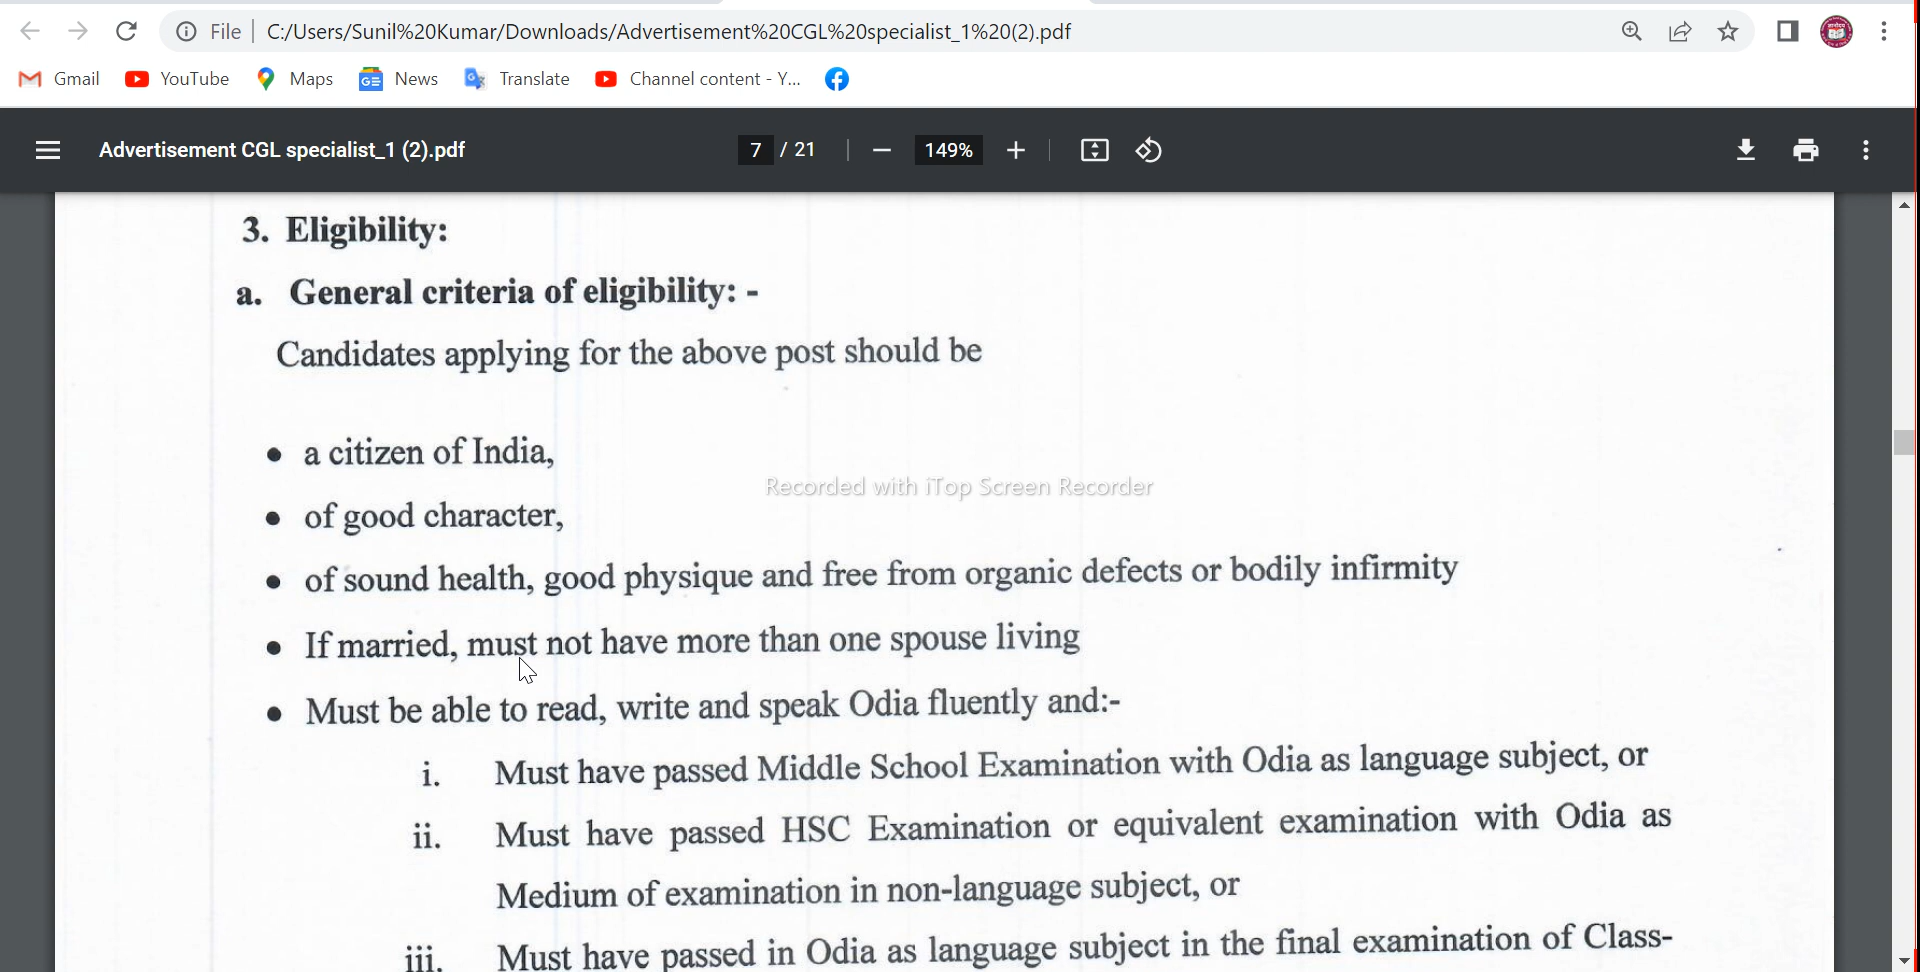 File C:/Users/Sunil%20Kumar/Downloads/Advertisement%20CGL%20specialist_1%20(2).pdf
Gmail YouTube Maps News Translate Channel content - Y...
Advertisement CGL specialist_1 (2).pdf 7 / 21 149%
3. Eligibility:
a. General criteria of eligibility: -
Candidates applying for the above post should be
• a citizen of India,
Recorded with iTop Screen Recorder
• of good character,
• of sound health, good physique and free from organic defects or bodily infirmity
• If married, must not have more than one spouse living
• Must be able to read, write and speak Odia fluently and:-
i. Must have passed Middle School Examination with Odia as language subject, or
ii. Must have passed HSC Examination or equivalent examination with Odia as
Medium of examination in non-language subject, or
iii. Must have passed in Odia as language subject in the final examination of Class-